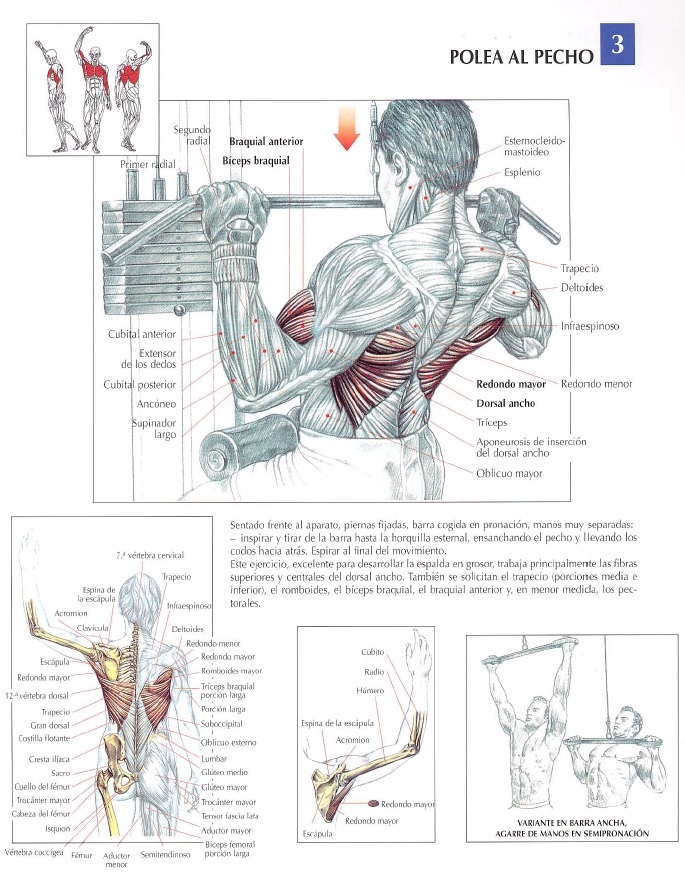 POLEA AL PECHO 3
Segundo
radial
Braquial anterior
Bíceps braquial
Primer radial
Esternocleido-
mastoideo
Esplenio
Trapecio
Deltoides
Infraespinoso
Cubital anterior
Extensor
de los dedos
Cubital posterior
Ancóneo
Supinador
largo
Redondo mayor
Redondo menor
Dorsal ancho
Tríceps
Aponeurosis de inserción
del dorsal ancho
Oblicuo mayor
Sentado frente al aparato, piernas fijadas, barra cogida en pronación, manos muy separadas:
– inspirar y tirar de la barra hasta la horquilla esternal, ensanchando el pecho y llevando los
codos hacia atrás. Espirar al final del movimiento.
Este ejercicio, excelente para desarrollar la espalda en grosor, trabaja principalmente las fibras
superiores y centrales del dorsal ancho. También se solicitan el trapecio (porciones media e
inferior), el romboides, el bíceps braquial, el braquial anterior y, en menor medida, los pec-
torales.
7.ª vértebra cervical
Trapecio
Espina de
la escápula
Infraespinoso
Acromion
Clavícula
Deltoides
Redondo menor
Escápula
Redondo mayor
Redondo mayor
Romboides mayor
12ª vértebra dorsal
Tríceps braquial
porción larga
Trapecio
Porción larga
Gran dorsal
Suboccipital
Costilla flotante
Oblicuo externo
Cresta ilíaca
Lumbar
Sacro
Glúteo medio
Cuello del fémur
Glúteo mayor
Trocánter mayor
Trocánter mayor
Cabeza del fémur
Tensor fascia lata
Isquion
Aductor mayor
Bíceps femoral
porción larga
Vértebra coccígea
Fémur
Aductor
menor
Semitendinoso
Cúbito
Radio
Húmero
Espina de la escápula
Acromion
Redondo mayor
Redondo mayor
Escápula
VARIANTE EN BARRA ANCHA,
AGARRE DE MANOS EN SEMIPRONACIÓN